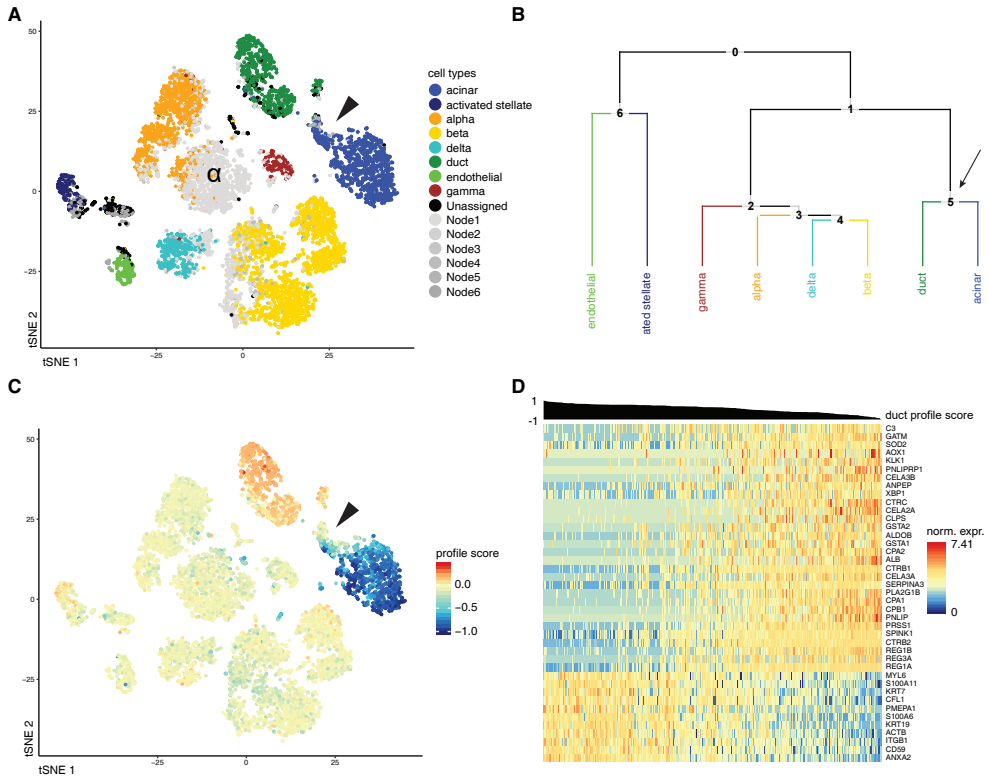 A
50
25
0
−25
−25
0
25
tSNE 2
tSNE 1
α
cell types
acinar
activated stellate
alpha
beta
delta
duct
endothelial
gamma
Unassigned
Node1
Node2
Node3
Node4
Node5
Node6
B
0
6
1
2
3
4
5
endothelial
ated stellate
gamma
alpha
delta
beta
duct
acinar
C
50
25
0
−25
−25
0
25
tSNE 2
tSNE 1
profile score
0.0
−0.5
−1.0
D
1
-1
duct profile score
C3
GATM
SOD2
AOX1
KLK1
PNLIPRP1
CELA3B
ANPEP
XBP1
CTRC
CELA2A
CLPS
GSTA2
ALDOB
GSTA1
CPA2
ALB
CTRB1
CELA3A
SERPINA3
PLA2G1B
CPA1
CPB1
PNLIP
PRSS1
SPINK1
CTRB2
REG1B
REG3A
REG1A
MYL6
S100A11
KRT7
CFL1
PMEPA1
S100A6
KRT19
ACTB
ITGB1
CD59
ANXA2
norm. expr.
7.41
0